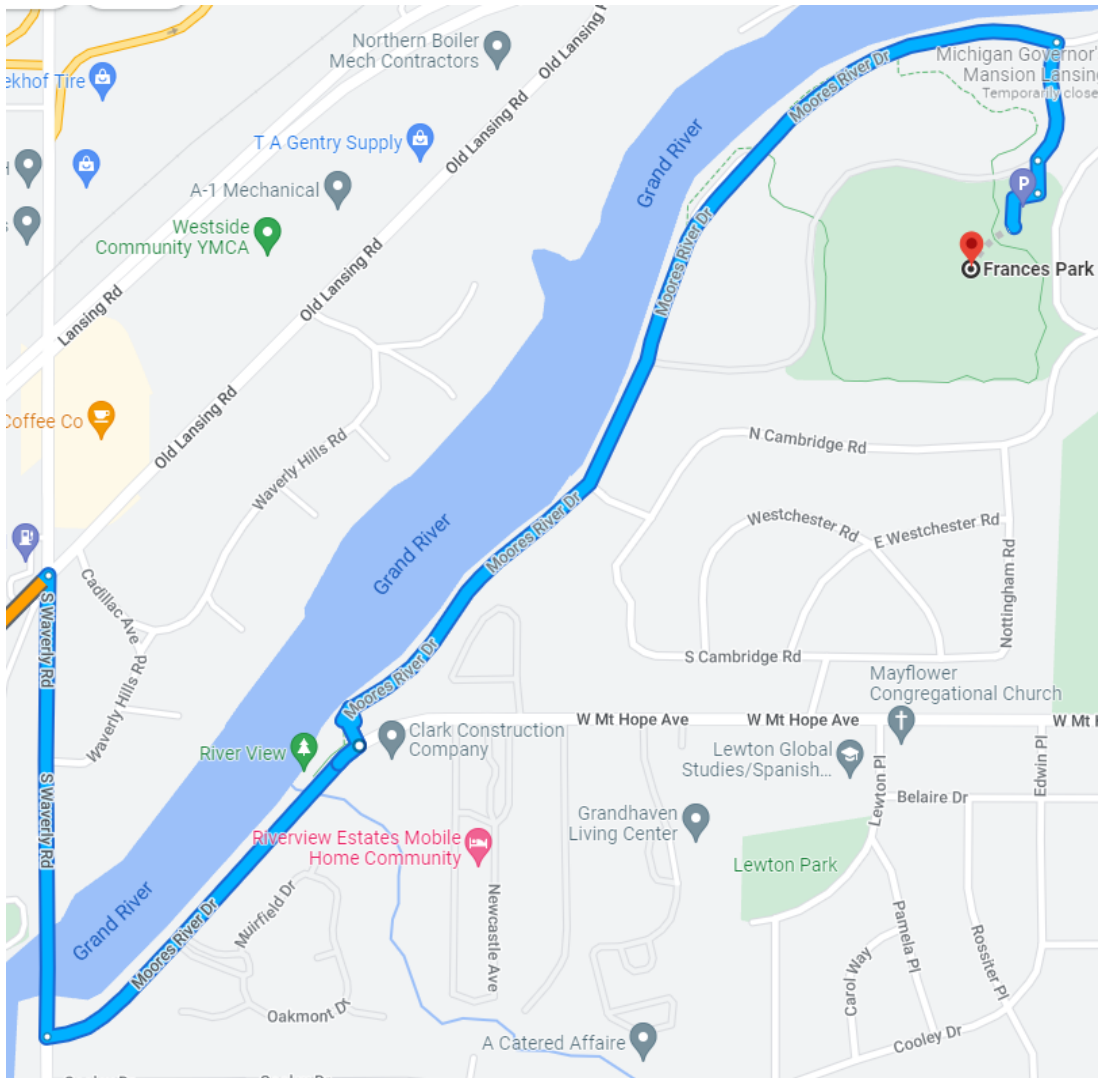 Northern Boiler
Mech Contractors
Old Lansing Rd
Moores River Dr
Michigan Governor'
Mansion Lansing
Temporarily close
ekhof Tire
T A Gentry Supply
Old Lansing Rd
Grand River
A-1 Mechanical
P
Westside
Community YMCA
Moores River Dr
Old Lansing Rd
Frances Park
Lansing Rd
Coffee Co
Old Lansing Rd
Waverly Hills Rd
N Cambridge Rd
Grand River
Moores River Dr
Westchester Rd
E Westchester Rd
Nottingham Rd
Cadillac Ave
S Waverly Rd
Waverly Hills Rd
Moores River Dr
S Cambridge Rd
Mayflower
Congregational Church
W Mt Hope Ave
W Mt Hope Ave
W Mt H
Clark Construction
Company
River View
Lewton Global
Studies/Spanish...
Edwin Pl
Lewton Pl
Belaire Dr
S Waverly Rd
Grandhaven
Living Center
Riverview Estates Mobile
Home Community
Lewton Park
Grand River
Moores River Dr
Muirfield Dr
Newcastle Ave
Pamela Pl
Rossiter Pl
Carol Way
Oakmont Dr
A Catered Affaire
Cooley Dr